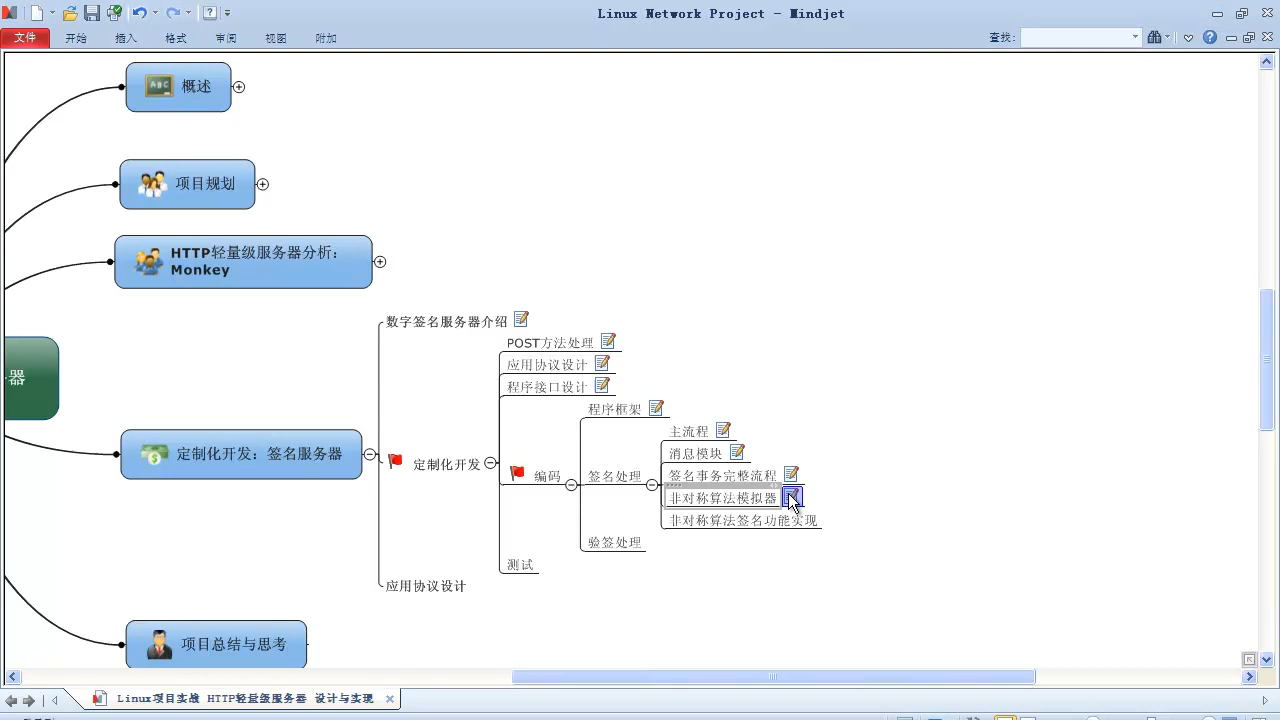 Linux Network Project - Mindjet
文件 开始 插入 格式 审阅 视图 附加 查找:
ABC 概述
项目规划
HTTP轻量级服务器分析:
Monkey
数字签名服务器介绍
POST方法处理
应用协议设计
程序接口设计
程序框架
主流程
消息模块
签名事务完整流程
非对称算法模拟器
非对称算法签名功能实现
签名处理
编码
定制化开发
定制化开发: 签名服务器
器
验签处理
测试
应用协议设计
项目总结与思考
Linux项目实战 HTTP轻量级服务器 设计与实现